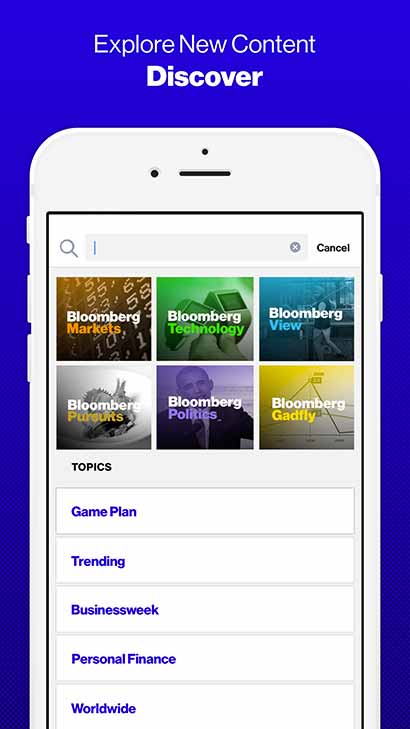 Explore New Content
Discover
Cancel
Bloomberg
Markets
Bloomberg
Technology
Bloomberg
View
Bloomberg
Pursuits
Bloomberg
Politics
Bloomberg
Gadfly
TOPICS
Game Plan
Trending
Businessweek
Personal Finance
Worldwide